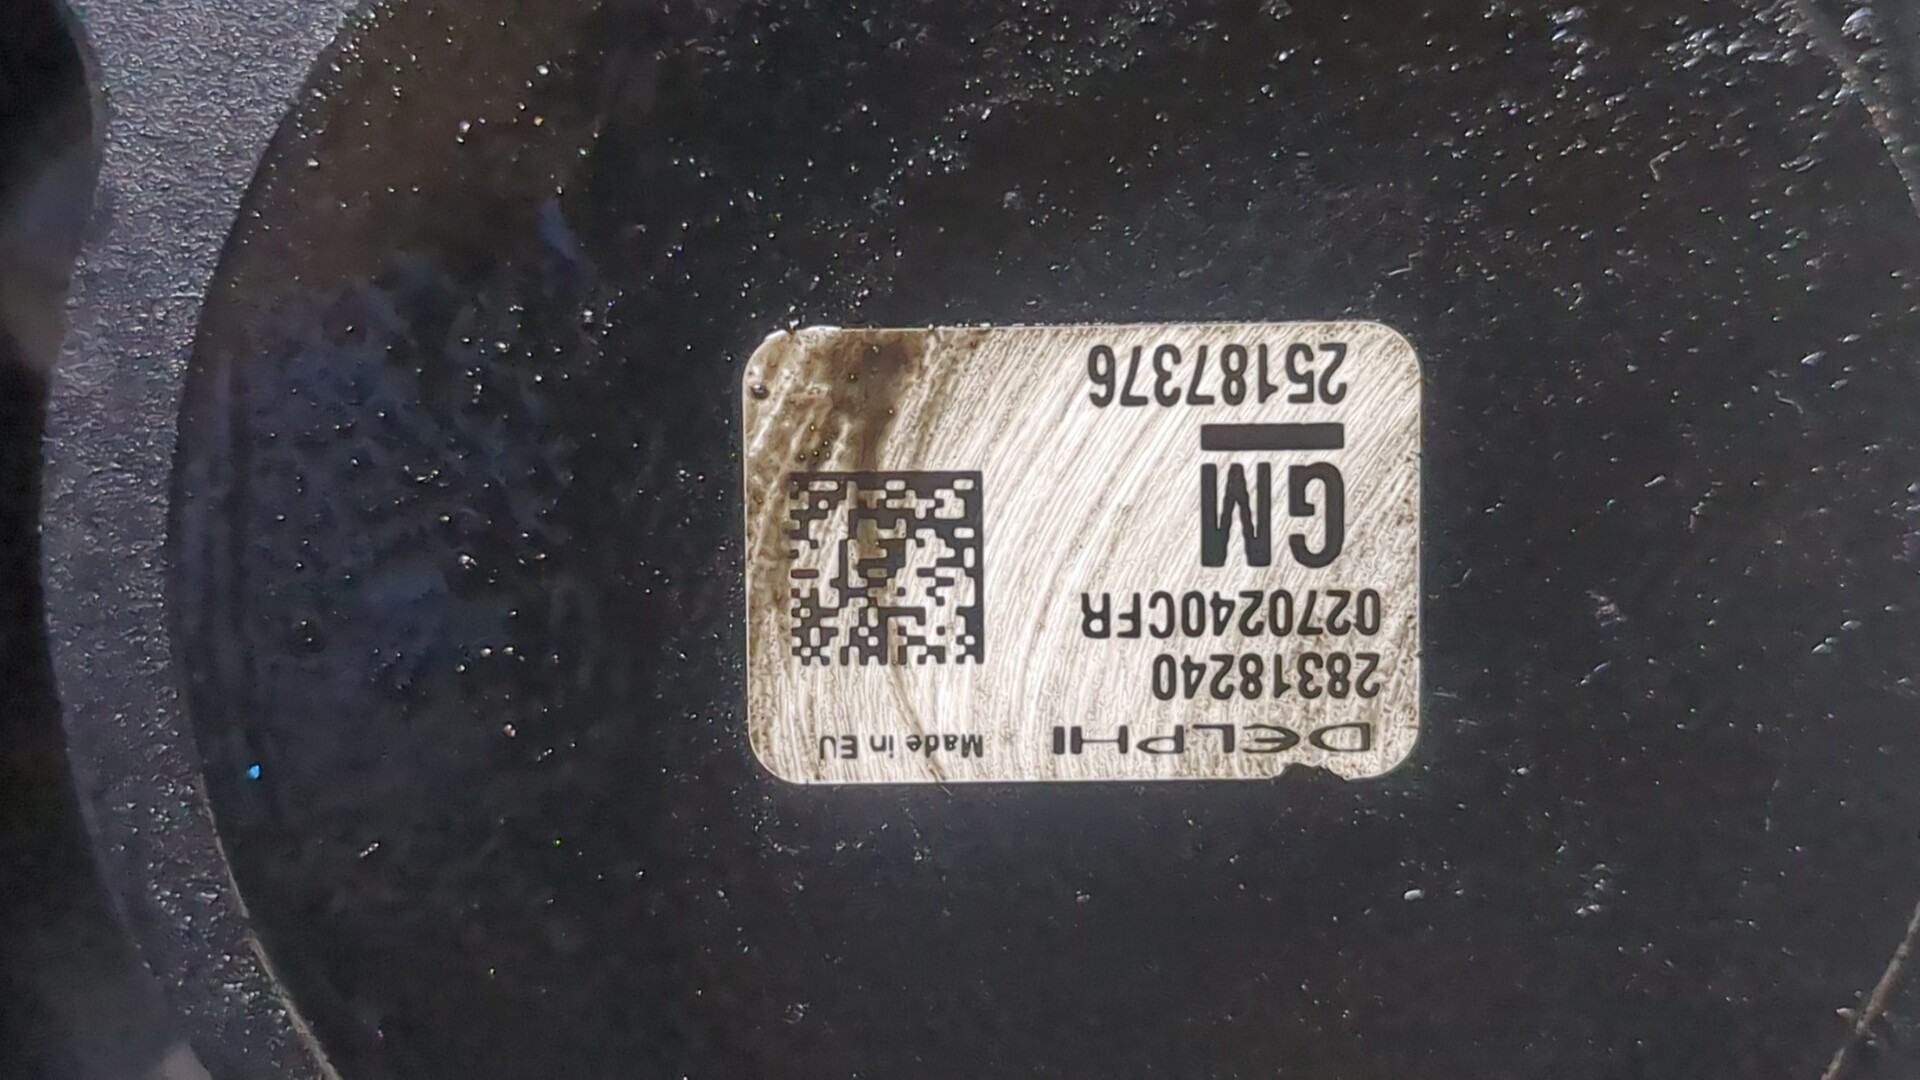 DELPHI Made in EU
28318240
0270240CFR
GM
25187376